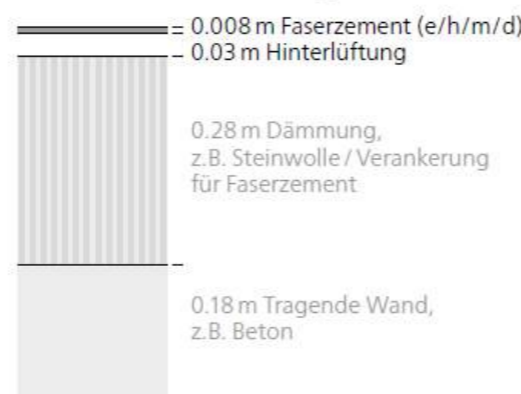 0.008 m Faserzement (e/h/m/d)
0.03 m Hinterlüftung
0.28 m Dämmung,
z.B. Steinwolle / Verankerung
für Faserzement
0.18 m Tragende Wand,
z.B. Beton